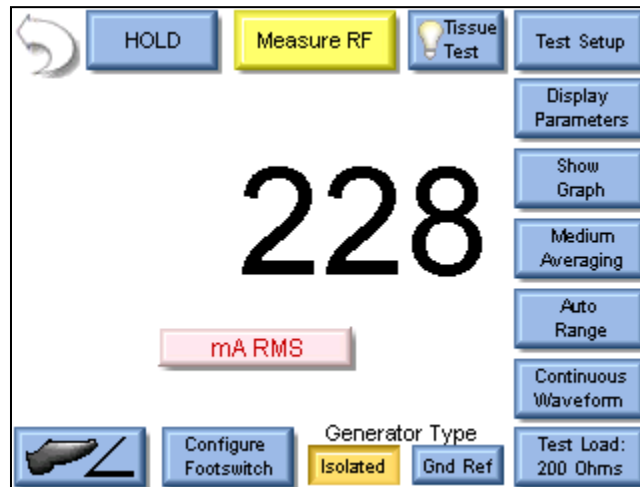 HOLD
Measure RF
Tissue
Test
Test Setup
Display
Parameters
Show
Graph
228
Medium
Averaging
Auto
Range
mA RMS
Continuous
Waveform
Configure
Footswitch
Generator Type
Isolated
Gnd Ref
Test Load:
200 Ohms